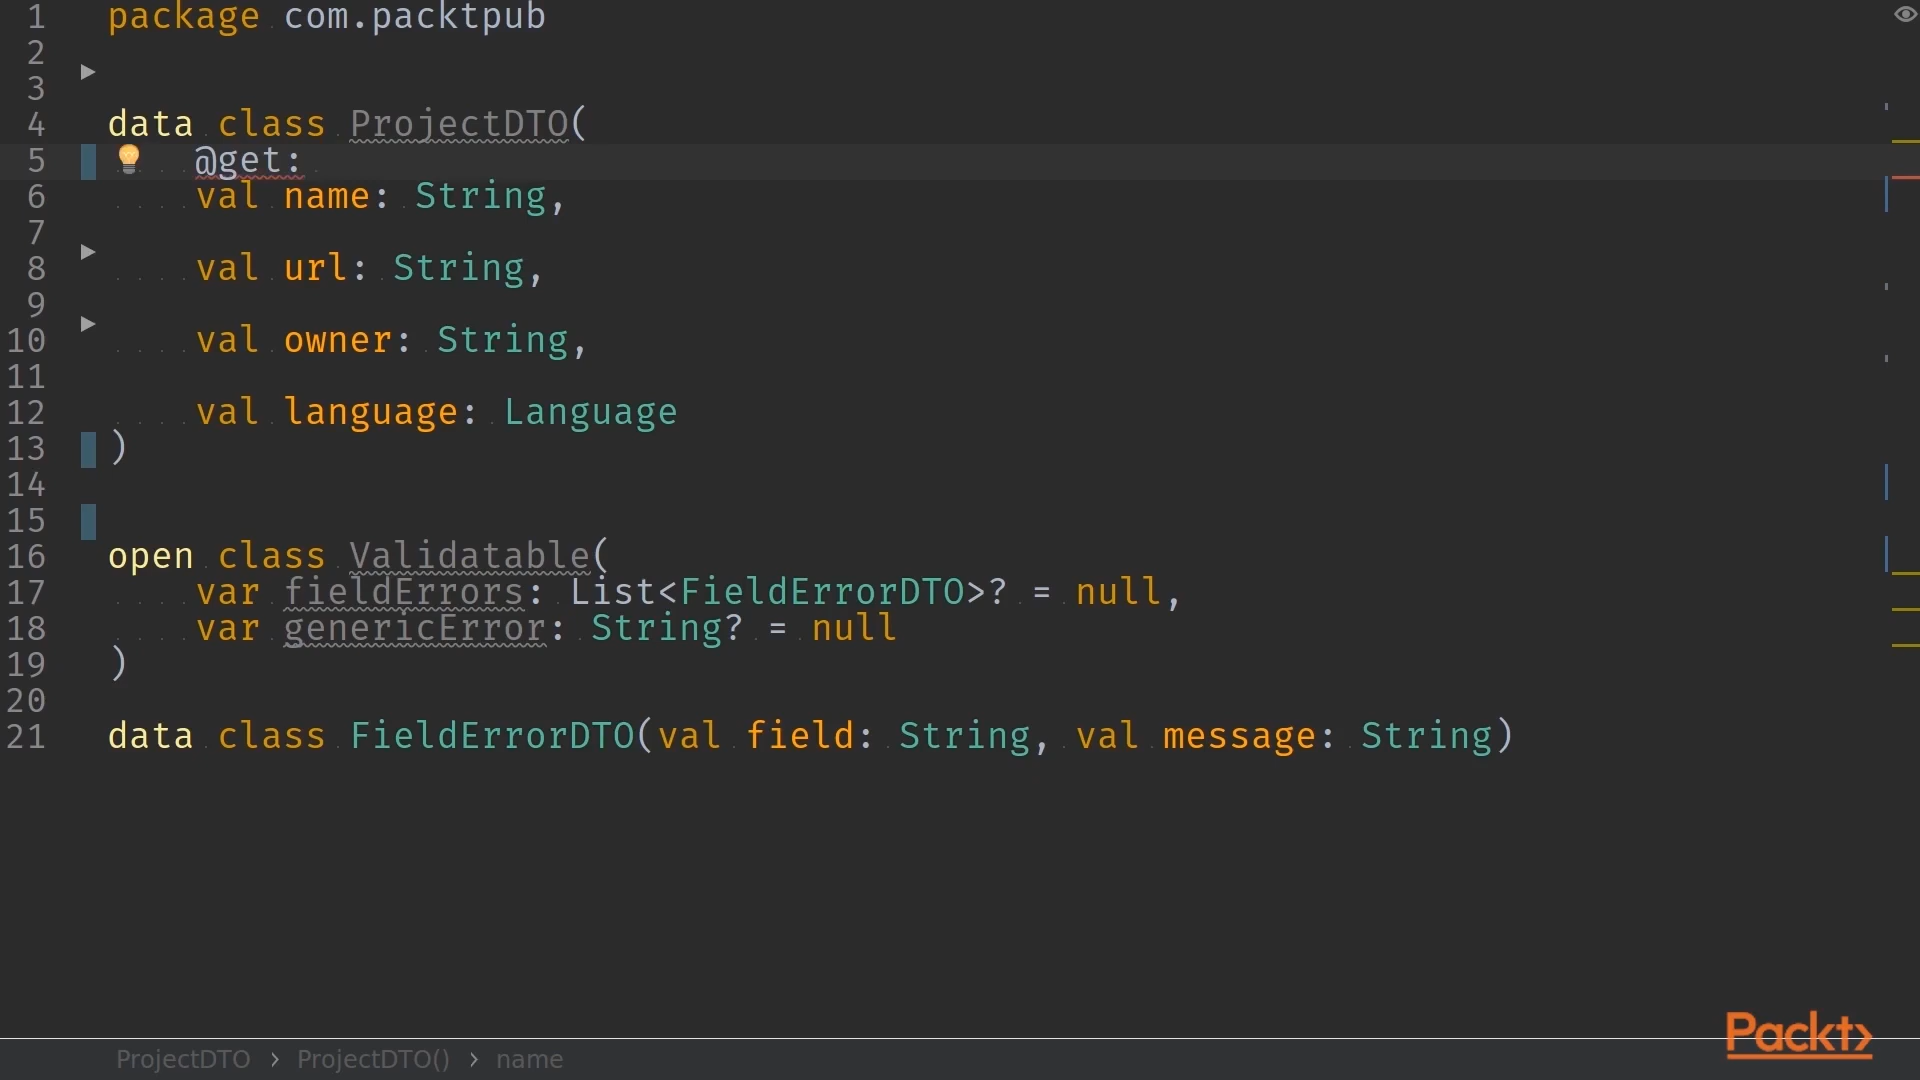 1 package com.packtpub
2
3
4 data class ProjectDTO(
5     @get:
6     val name: String,
7
8     val url: String,
9
10     val owner: String,
11
12     val language: Language
13 )
14
15
16 open class Validatable(
17     var fieldErrors: List<FieldErrorDTO>? = null,
18     var genericError: String? = null
19 )
20
21 data class FieldErrorDTO(val field: String, val message: String)
Packt>
ProjectDTO > ProjectDTO() > name